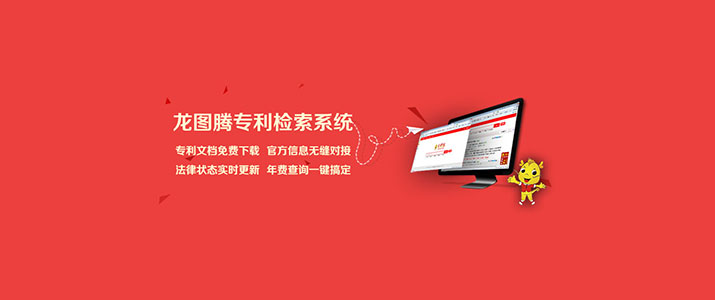 龙图腾专利检索系统
专利文档免费下载 官方信息无缝对接
法律状态实时更新 年费查询一键搞定